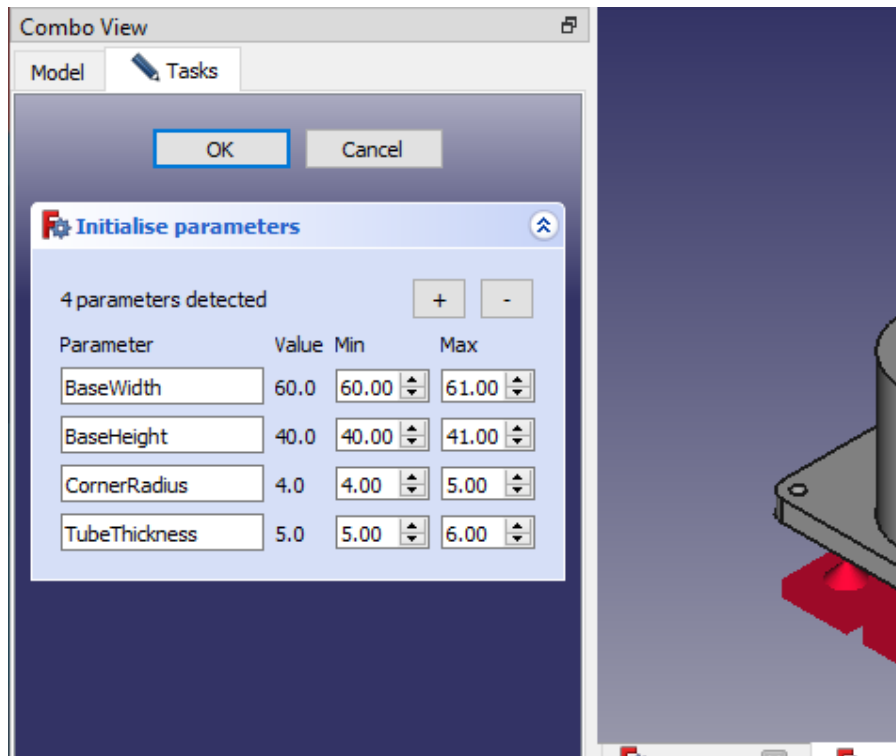 Combo View
Model Tasks
OK Cancel
Initialise parameters
4 parameters detected + -
Parameter Value Min Max
BaseWidth 60.0 60.00 61.00
BaseHeight 40.0 40.00 41.00
CornerRadius 4.0 4.00 5.00
TubeThickness 5.0 5.00 6.00